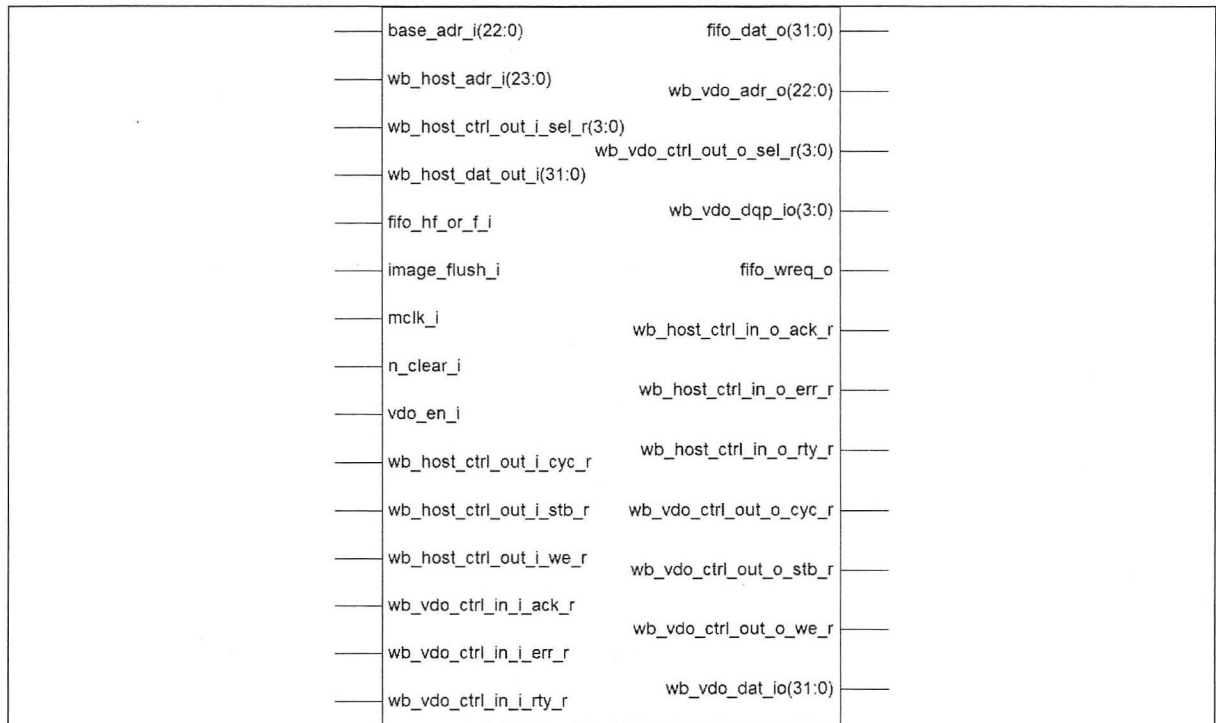 base_adr_i(22:0)
wb_host_adr_i(23:0)
wb_host_ctrl_out_i_sel_r(3:0)
wb_host_dat_out_i(31:0)
fifo_hf_or_f_i
image_flush_i
mclk_i
n_clear_i
vdo_en_i
wb_host_ctrl_out_i_cyc_r
wb_host_ctrl_out_i_stb_r
wb_host_ctrl_out_i_we_r
wb_vdo_ctrl_in_i_ack_r
wb_vdo_ctrl_in_i_err_r
wb_vdo_ctrl_in_i_rty_r
fifo_dat_o(31:0)
wb_vdo_adr_o(22:0)
wb_vdo_ctrl_out_o_sel_r(3:0)
wb_vdo_dqp_io(3:0)
fifo_wreq_o
wb_host_ctrl_in_o_ack_r
wb_host_ctrl_in_o_err_r
wb_host_ctrl_in_o_rty_r
wb_vdo_ctrl_out_o_cyc_r
wb_vdo_ctrl_out_o_stb_r
wb_vdo_ctrl_out_o_we_r
wb_vdo_dat_io(31:0)